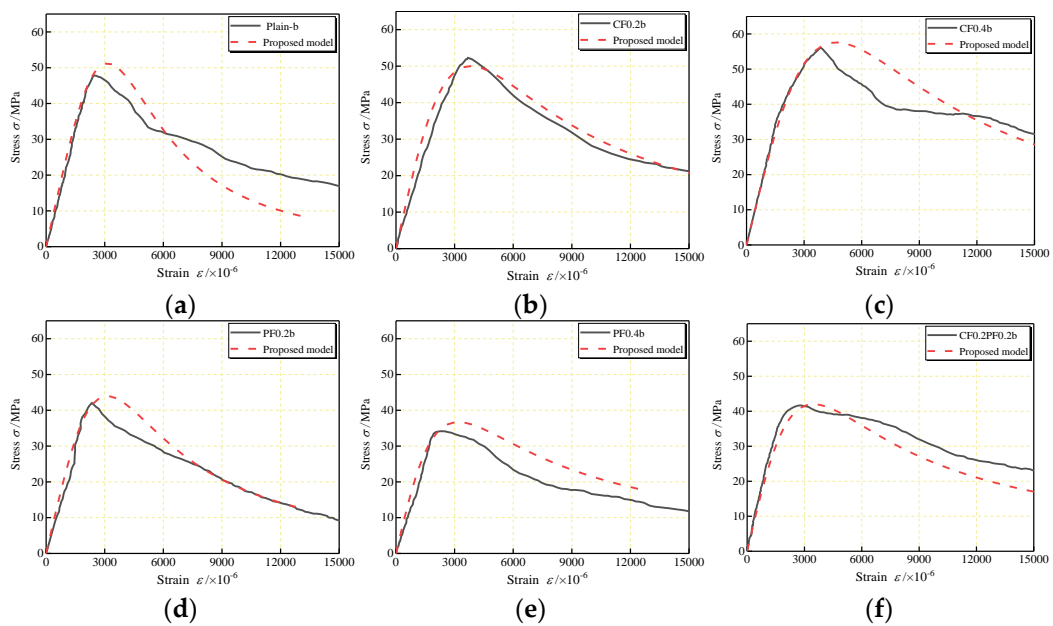 60
50
40
30
20
10
0
Stress σ /MPa
Plain-b
Proposed model
0 3000 6000 9000 12000 15000
Strain ε /×10⁻⁶
(a)
60
50
40
30
20
10
0
Stress σ /MPa
CF0.2b
Proposed model
0 3000 6000 9000 12000 15000
Strain ε /×10⁻⁶
(b)
60
50
40
30
20
10
0
Stress σ /MPa
CF0.4b
Proposed model
0 3000 6000 9000 12000 15000
Strain ε /×10⁻⁶
(c)
60
50
40
30
20
10
0
Stress σ /MPa
PF0.2b
Proposed model
0 3000 6000 9000 12000 15000
Strain ε /×10⁻⁶
(d)
60
50
40
30
20
10
0
Stress σ /MPa
PF0.4b
Proposed model
0 3000 6000 9000 12000 15000
Strain ε /×10⁻⁶
(e)
60
50
40
30
20
10
0
Stress σ /MPa
CF0.2PF0.2b
Proposed model
0 3000 6000 9000 12000 15000
Strain ε /×10⁻⁶
(f)